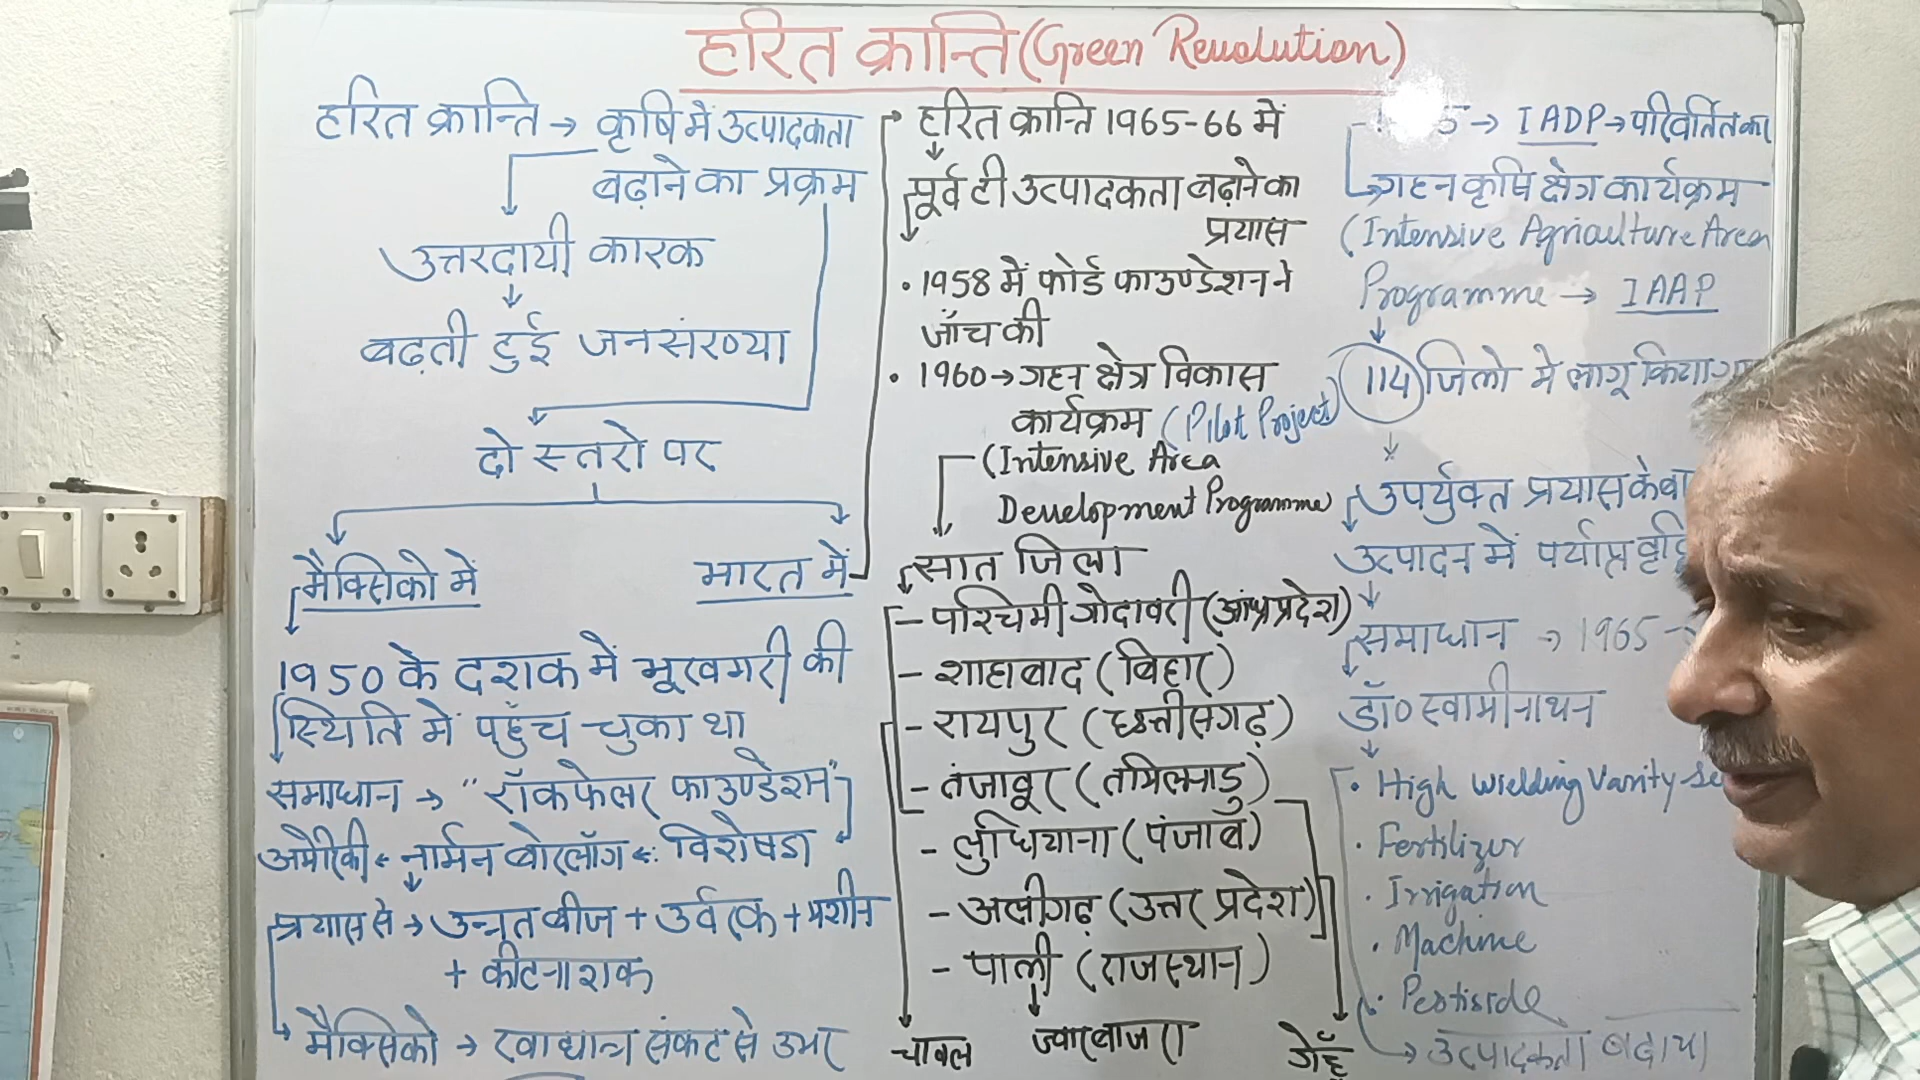 हरित क्रान्ति (Green Revolution)
हरित क्रान्ति → कृषि में उत्पादकता
बढ़ाने का प्रक्रम
उत्तरदायी कारक
बढ़ती हुई जनसंख्या
दो स्तरो पर
मैक्सिको में
भारत में
1950 के दशक में भूखमरी की
स्थिति में पहुँच चुका था
समाधान → "रॉकफेलर फाउण्डेशन"
अमेरिकी ← नार्मन बोरलॉग ← विशेषज्ञ
प्रयास से → उन्नत बीज + उर्वरक + मशीन
+ कीटनाशक
मैक्सिको → खाद्यान्न संकट से उभर
हरित क्रान्ति 1965-66 में
पूर्व ही उत्पादकता बढ़ाने का
प्रयास
• 1958 में फोर्ड फाउण्डेशन ने
जाँच की
• 1960 → गहन क्षेत्र विकास
कार्यक्रम (Pilot Project)
(Intensive Area
Development Programme
सात जिला
- पश्चिमी गोदावरी (आंध्रप्रदेश)
- शाहाबाद (बिहार)
- रायपुर (छत्तीसगढ़)
- तंजावूर (तमिलनाडु)
- लुधियाना (पंजाब)
- अलीगढ़ (उत्तर प्रदेश)
- पाली (राजस्थान)
चावल ज्वार बाजरा गेहूँ
5 → IADP → परिवर्तित कर
गहन कृषि क्षेत्र कार्यक्रम
(Intensive Agriculture Area
Programme → IAAP
114 जिलो मे लागू किया
उपर्युक्त प्रयास के
उत्पादन में पर्याप्त
समाधान → 1965-
डॉ० स्वामीनाथन
• High Wielding Varity
• Fertilizer
• Irrigation
• Machine
• Pestiside
→ उत्पादकता बढ़ाया